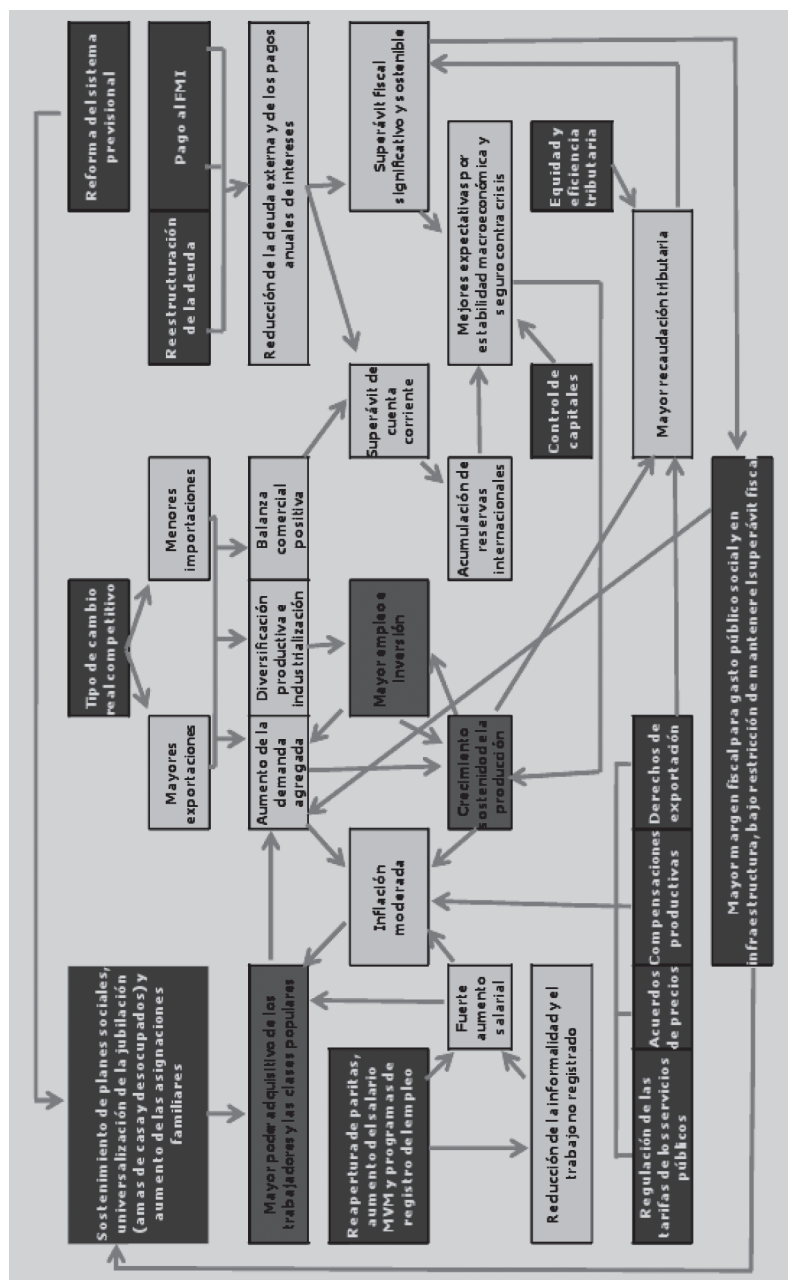 Sostenimiento de planes sociales,
universalización de la jubilación
(amas de casa y desocupados) y
aumento de las asignaciones
familiares
Tipo de cambio
real competitivo
Reforma del sistema
previsional
Mayores
exportaciones
Menores
importaciones
Reestructuración
de la deuda
Pago al FMI
Mayor poder adquisitivo de los
trabajadores y las clases populares
Aumento de la
demanda
agregada
Diversificación
productiva e
industrialización
Balanza
comercial
positiva
Reducción de la deuda externa y de los pagos
anuales de intereses
Reapertura de paritas,
aumento del salario
MVM y programas de
registro del empleo
Inflación
moderada
Mayor empleo e
Inversión
Superávit de
cuenta
corriente
Superávit fiscal
significativo y sostenible
Fuerte
aumento
salarial
Crecimiento
sostenido de la
producción
Acumulación de
reservas
internacionales
Mejores expectativas por
estabilidad macroeconómica y
seguro contra crisis
Reducción de la informalidad y el
trabajo no registrado
Control de
capitales
Equidad y
eficiencia
tributaria
Regulación de las
tarifas de los servicios
públicos
Acuerdos
de precios
Compensaciones
productivas
Derechos de
exportación
Mayor recaudación tributaria
Mayor margen fiscal para gasto público social y en
infraestructura, bajo restricción de mantener el superávit fiscal